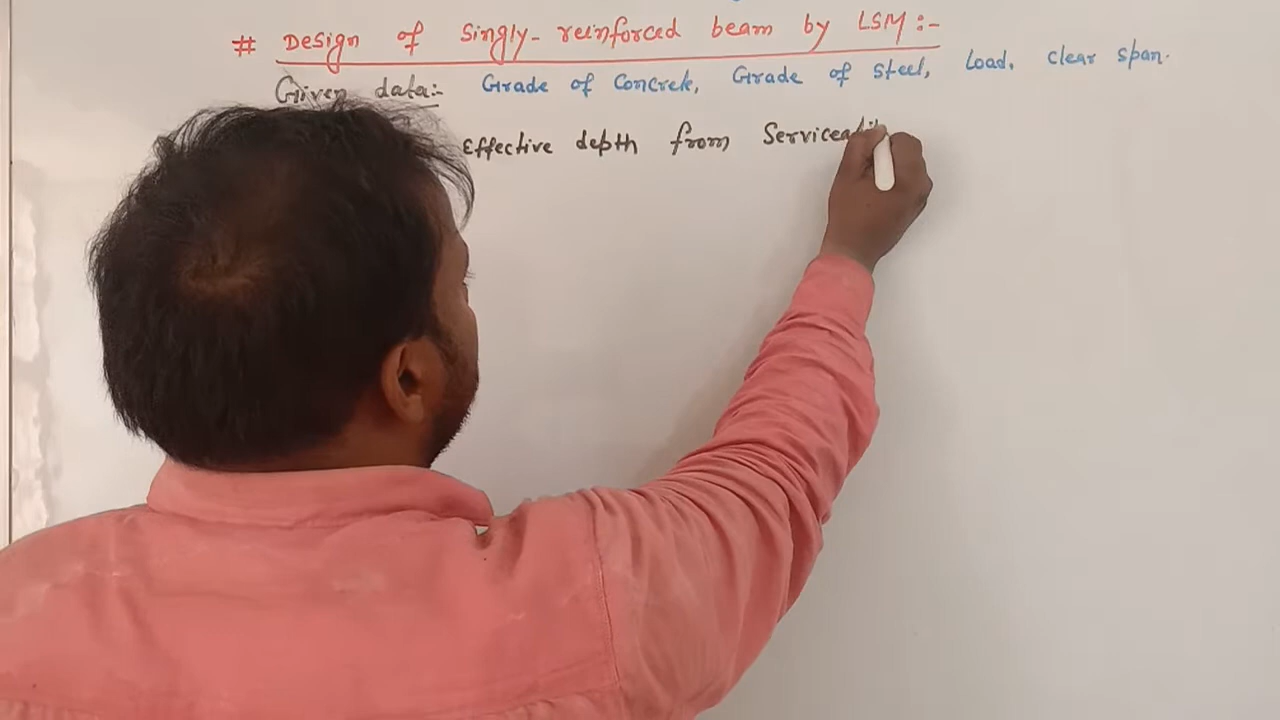 # Design of Singly-reinforced beam by LSM:-
Given data:- Grade of Concrete, Grade of Steel, Load, clear span.
Effective depth from